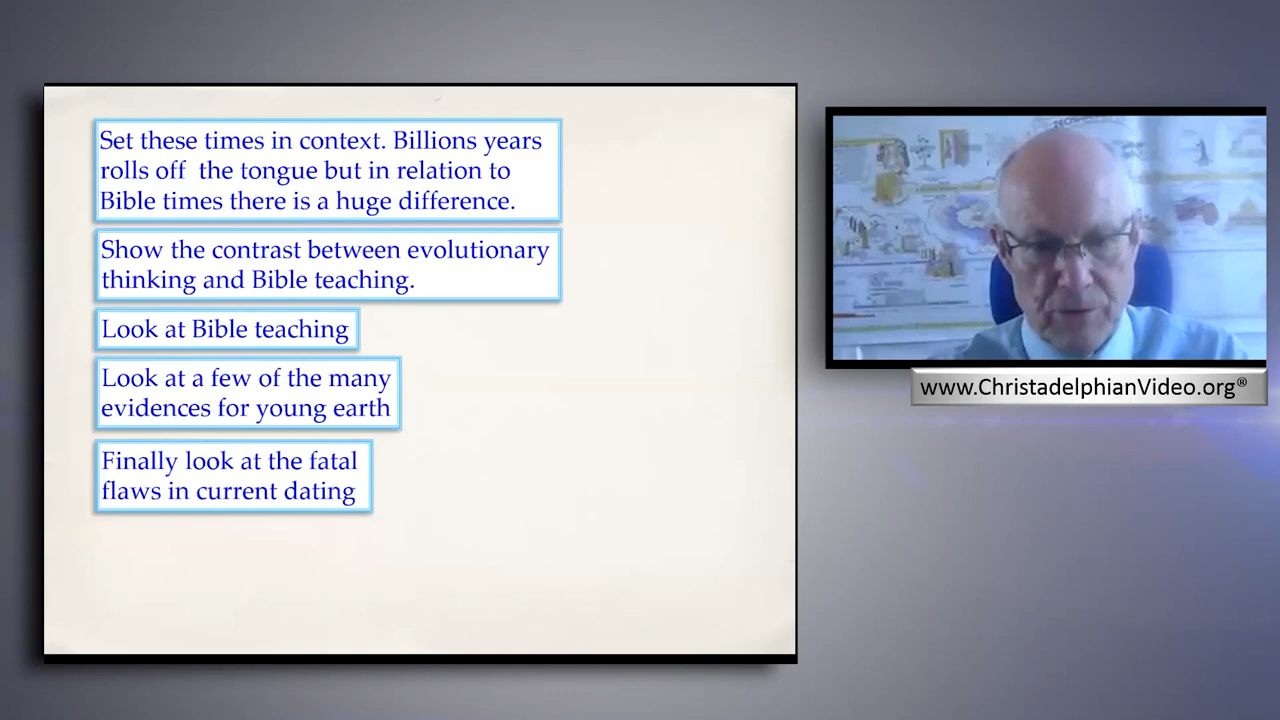 Set these times in context. Billions years
rolls off the tongue but in relation to
Bible times there is a huge difference.
Show the contrast between evolutionary
thinking and Bible teaching.
Look at Bible teaching
Look at a few of the many
evidences for young earth
Finally look at the fatal
flaws in current dating
www.ChristadelphianVideo.org®